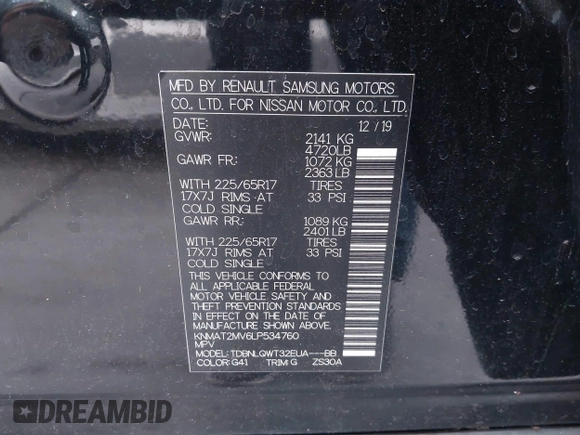 MFD BY RENAULT SAMSUNG MOTORS
CO., LTD. FOR NISSAN MOTOR CO., LTD.
DATE: 12 / 19
GVWR: 2141 KG
4720LB
GAWR FR: 1072 KG
2363 LB
WITH 225/65R17 TIRES
17X7J RIMS AT 33 PSI
COLD SINGLE
GAWR RR: 1089 KG
2401 LB
WITH 225/65R17 TIRES
17X7J RIMS AT 33 PSI
COLD SINGLE
THIS VEHICLE CONFORMS TO
ALL APPLICABLE FEDERAL
MOTOR VEHICLE SAFETY AND
THEFT PREVENTION STANDARDS
IN EFFECT ON THE DATE OF
MANUFACTURE SHOWN ABOVE.
KNMAT2MV6LP534760
MPV
MODEL: TDBNLQWT32EUA---BB
COLOR: G41 TRIM: G ZS30A
DREAMBID.COM